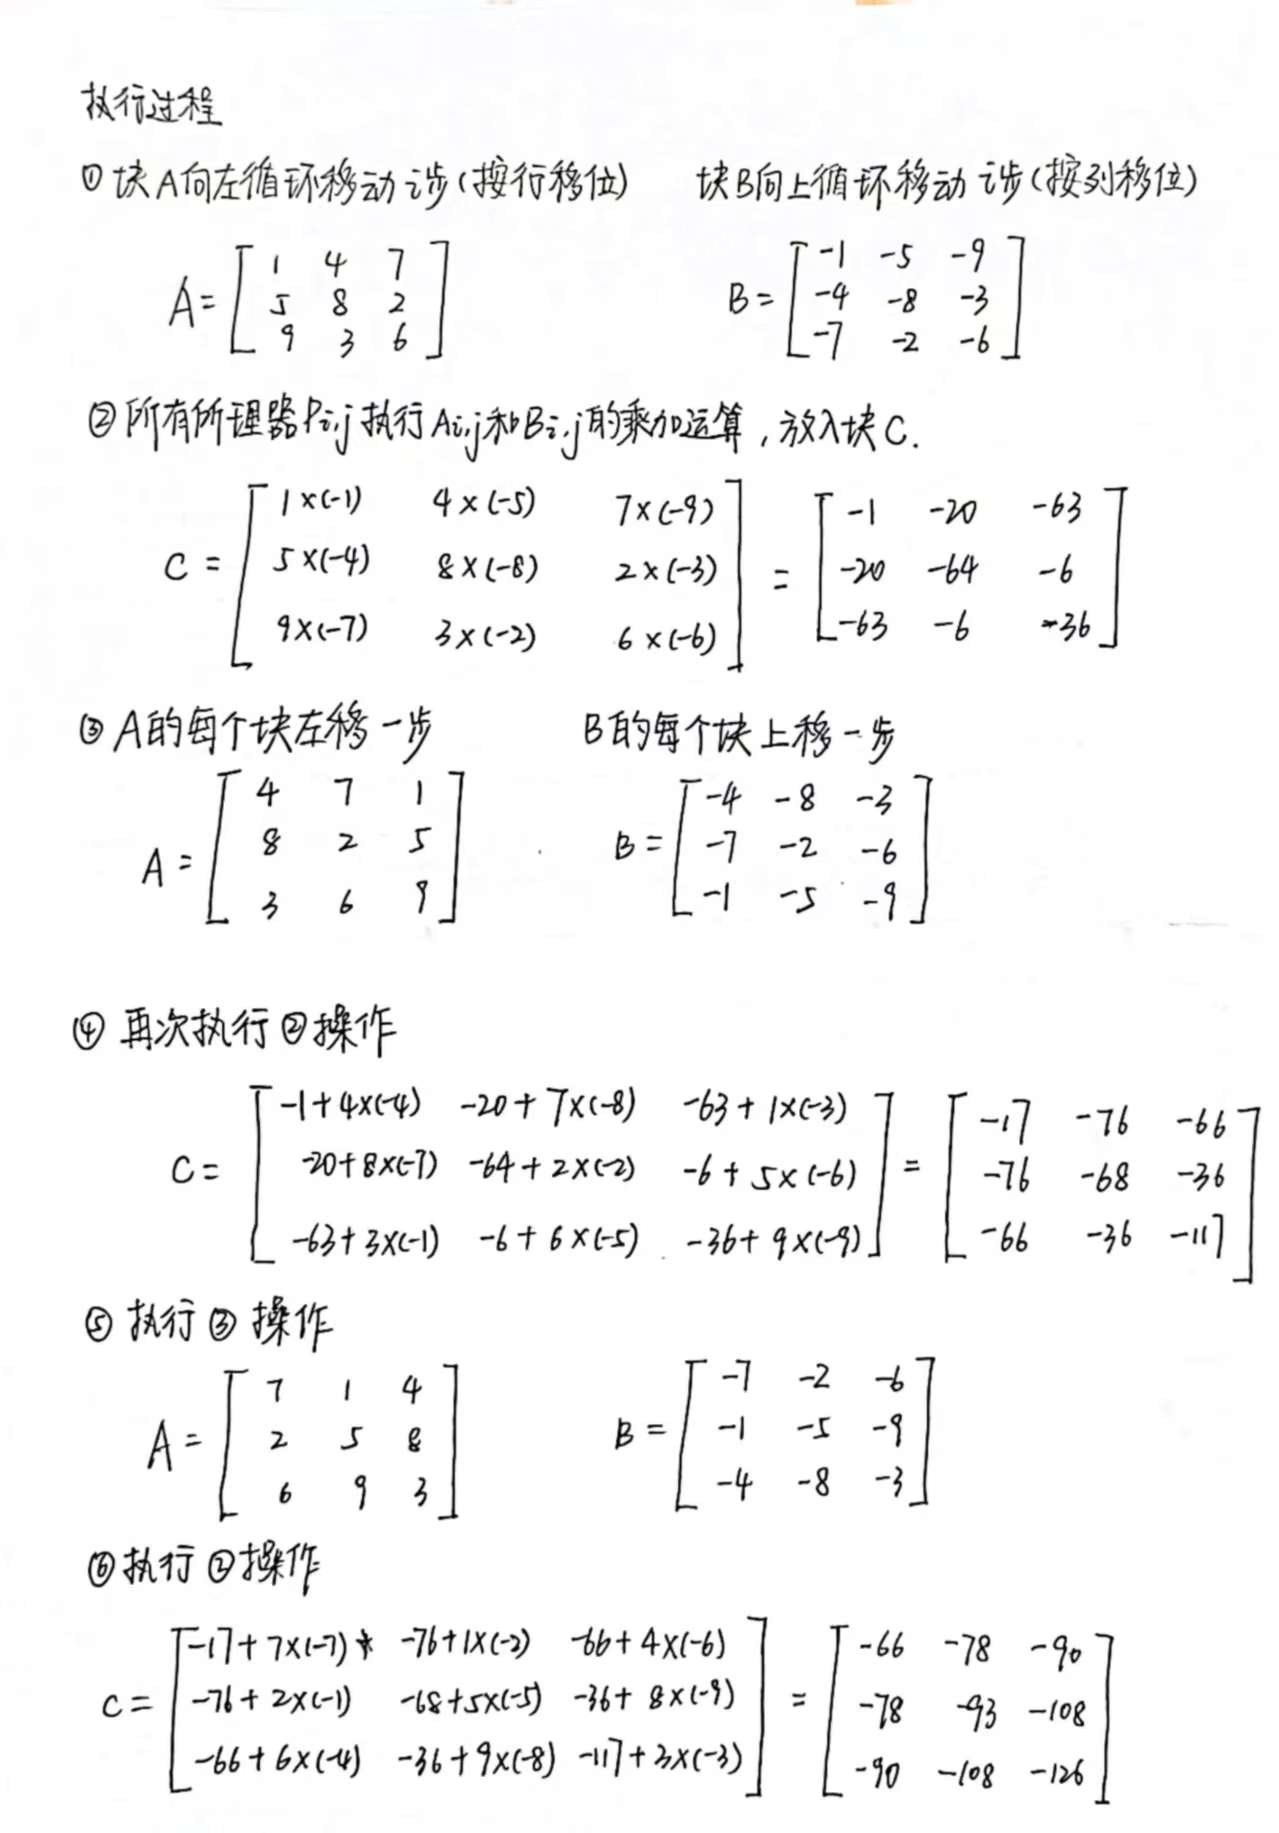 执行过程
① 块A向左循环移动 i步(按行移位) 块B向上循环移动 i步(按列移位)
A = [ 1 4 7
5 8 2
9 3 6 ]
B = [ -1 -5 -9
-4 -8 -3
-7 -2 -6 ]
② 所有所理器Pi,j执行Ai,j和Bi,j的乘加运算，放入块C.
C = [ 1×(-1) 4×(-5) 7×(-9)
5×(-4) 8×(-8) 2×(-3)
9×(-7) 3×(-2) 6×(-6) ]
= [ -1 -20 -63
-20 -64 -6
-63 -6 -36 ]
③ A的每个块左移一步 B的每个块上移一步
A = [ 4 7 1
8 2 5
3 6 9 ]
B = [ -4 -8 -3
-7 -2 -6
-1 -5 -9 ]
④ 再次执行②操作
C = [ -1+4×(-4) -20+7×(-8) -63+1×(-3)
-20+8×(-7) -64+2×(-2) -6+5×(-6)
-63+3×(-1) -6+6×(-5) -36+9×(-9) ]
= [ -17 -76 -66
-76 -68 -36
-66 -36 -117 ]
⑤ 执行③操作
A = [ 7 1 4
2 5 8
6 9 3 ]
B = [ -7 -2 -6
-1 -5 -9
-4 -8 -3 ]
⑥ 执行②操作
C = [ -17+7×(-7) -76+1×(-2) -66+4×(-6)
-76+2×(-1) -68+5×(-5) -36+8×(-9)
-66+6×(-4) -36+9×(-8) -117+3×(-3) ]
= [ -66 -78 -90
-78 -93 -108
-90 -108 -126 ]